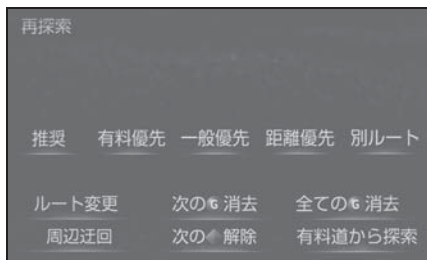 再探索
推奨 有料優先 一般優先 距離優先 別ルート
ルート変更 次のG消去 全てのG消去
周辺迂回 次の◆解除 有料道から探索